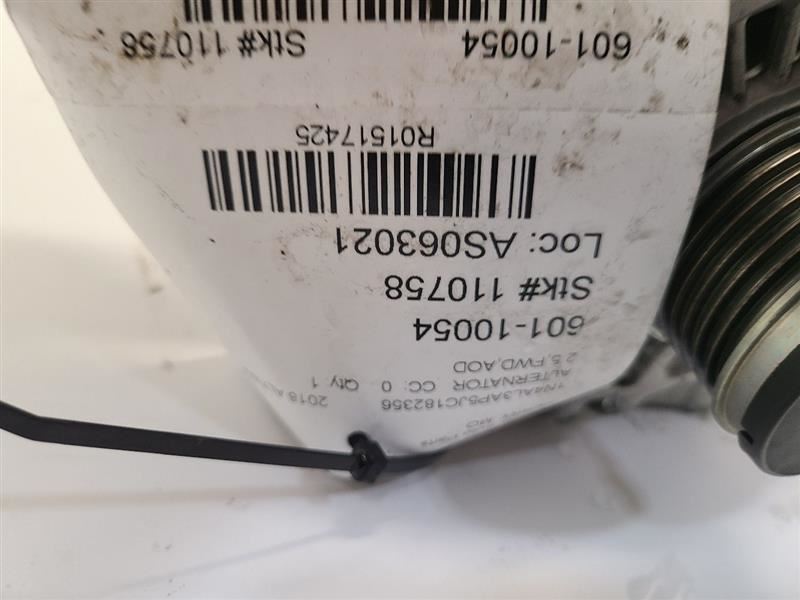 MO
1N4AL3AP5JC182356
ALTERNATOR CC: 0 Qty: 1
2.5,FWD,AOD
2018
601-10054
Stk# 110758
Loc: AS063021
R01517425
601-10054
Stk# 110758